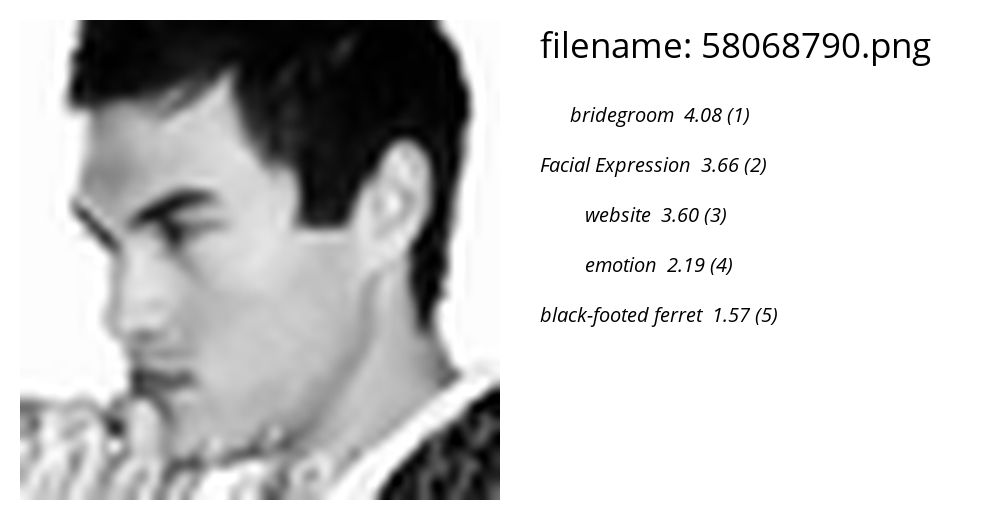 filename: 58068790.png
bridegroom 4.08 (1)
Facial Expression 3.66 (2)
website 3.60 (3)
emotion 2.19 (4)
black-footed ferret 1.57 (5)